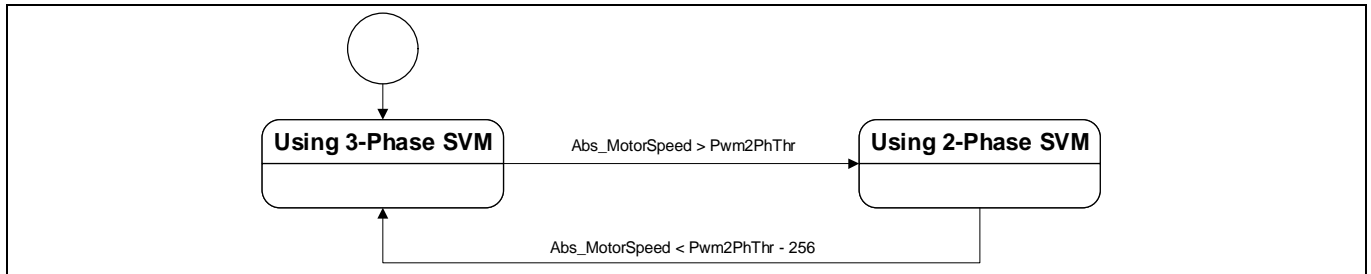 Using 3-Phase SVM
Abs_MotorSpeed > Pwm2PhThr
Using 2-Phase SVM
Abs_MotorSpeed < Pwm2PhThr - 256